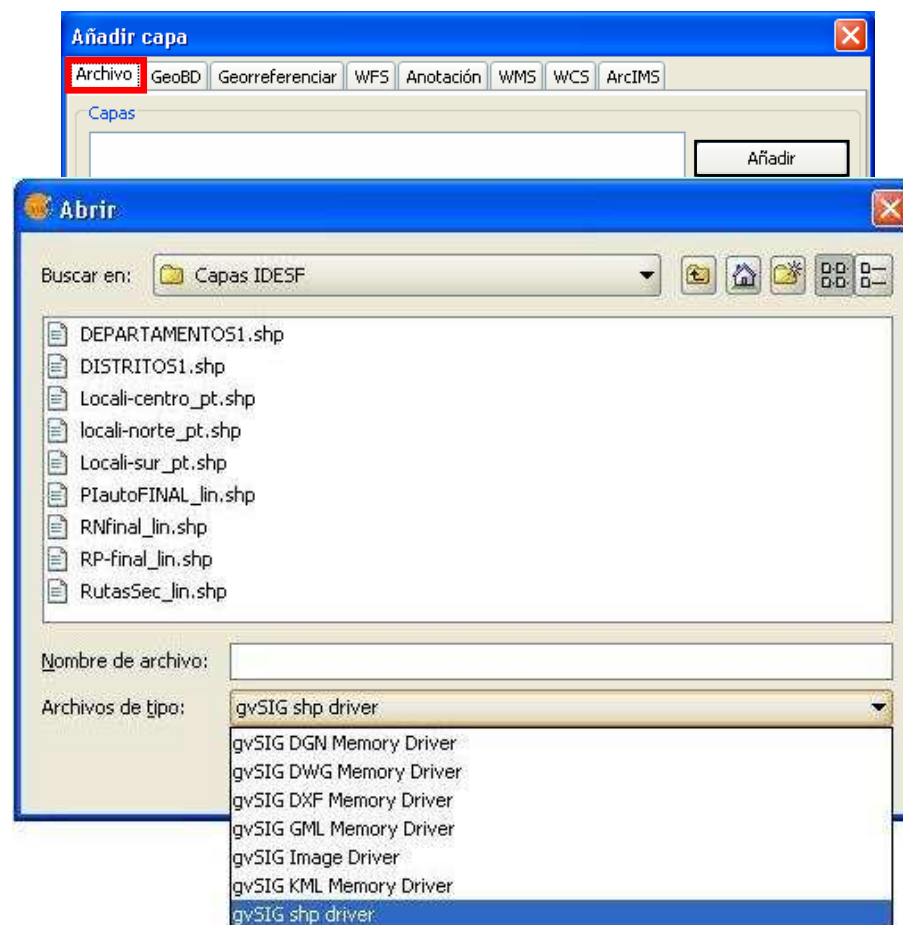 Añadir capa
Archivo GeoBD Georreferenciar WFS Anotación WMS WCS ArcIMS
Capas
Añadir
Abrir
Buscar en: Capas IDESF
DEPARTAMENTOS1.shp
DISTRITOS1.shp
Locali-centro_pt.shp
locali-norte_pt.shp
Locali-sur_pt.shp
PIautoFINAL_lin.shp
RNfinal_lin.shp
RP-final_lin.shp
RutasSec_lin.shp
Nombre de archivo:
Archivos de tipo: gvSIG shp driver
gvSIG DGN Memory Driver
gvSIG DWG Memory Driver
gvSIG DXF Memory Driver
gvSIG GML Memory Driver
gvSIG Image Driver
gvSIG KML Memory Driver
gvSIG shp driver